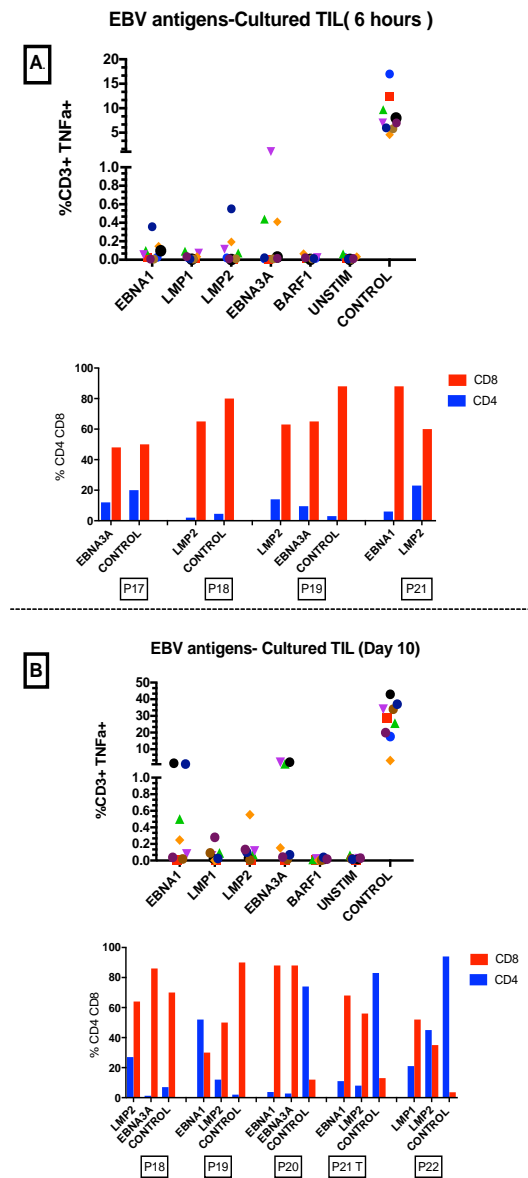 EBV antigens-Cultured TIL( 6 hours )
A.
%CD3+ TNFa+
20
15
10
5
1.0
0.8
0.6
0.4
0.2
0.0
EBNA1
LMP1
LMP2
EBNA3A
BARF1
UNSTIM
CONTROL
% CD4 CD8
100
80
60
40
20
0
CD8
CD4
EBNA3A
CONTROL
LMP2
CONTROL
LMP2
EBNA3A
CONTROL
EBNA1
LMP2
P17
P18
P19
P21
B
EBV antigens- Cultured TIL (Day 10)
%CD3+ TNFa+
50
40
30
20
10
1.0
0.8
0.6
0.4
0.2
0.0
EBNA1
LMP1
LMP2
EBNA3A
BARF1
UNSTIM
CONTROL
% CD4 CD8
100
80
60
40
20
0
CD8
CD4
LMP2
EBNA3A
CONTROL
EBNA1
LMP2
CONTROL
EBNA1
EBNA3A
CONTROL
EBNA1
LMP2
CONTROL
LMP1
LMP2
CONTROL
P18
P19
P20
P21 T
P22